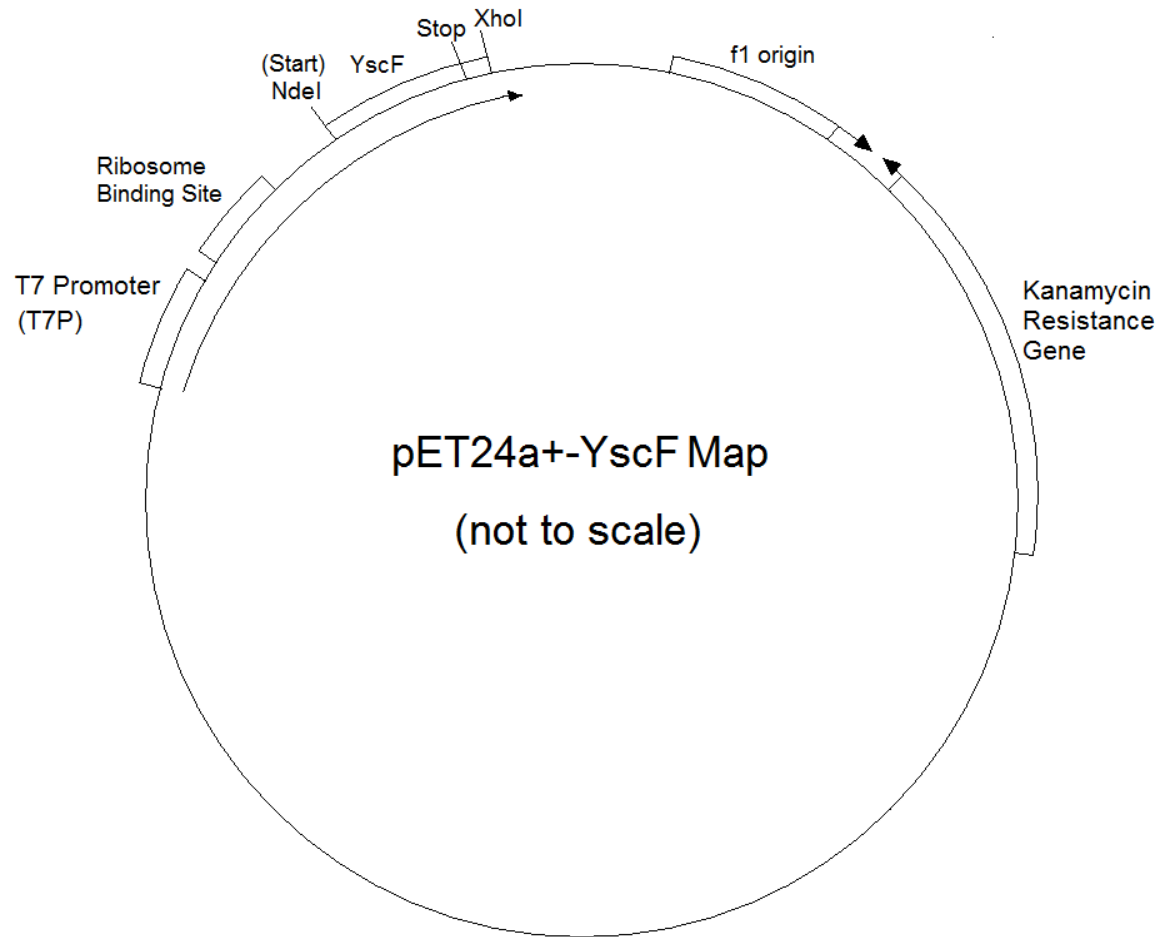 Stop
XhoI
(Start)
NdeI
YscF
f1 origin
Ribosome
Binding Site
T7 Promoter
(T7P)
Kanamycin
Resistance
Gene
pET24a+-YscF Map
(not to scale)